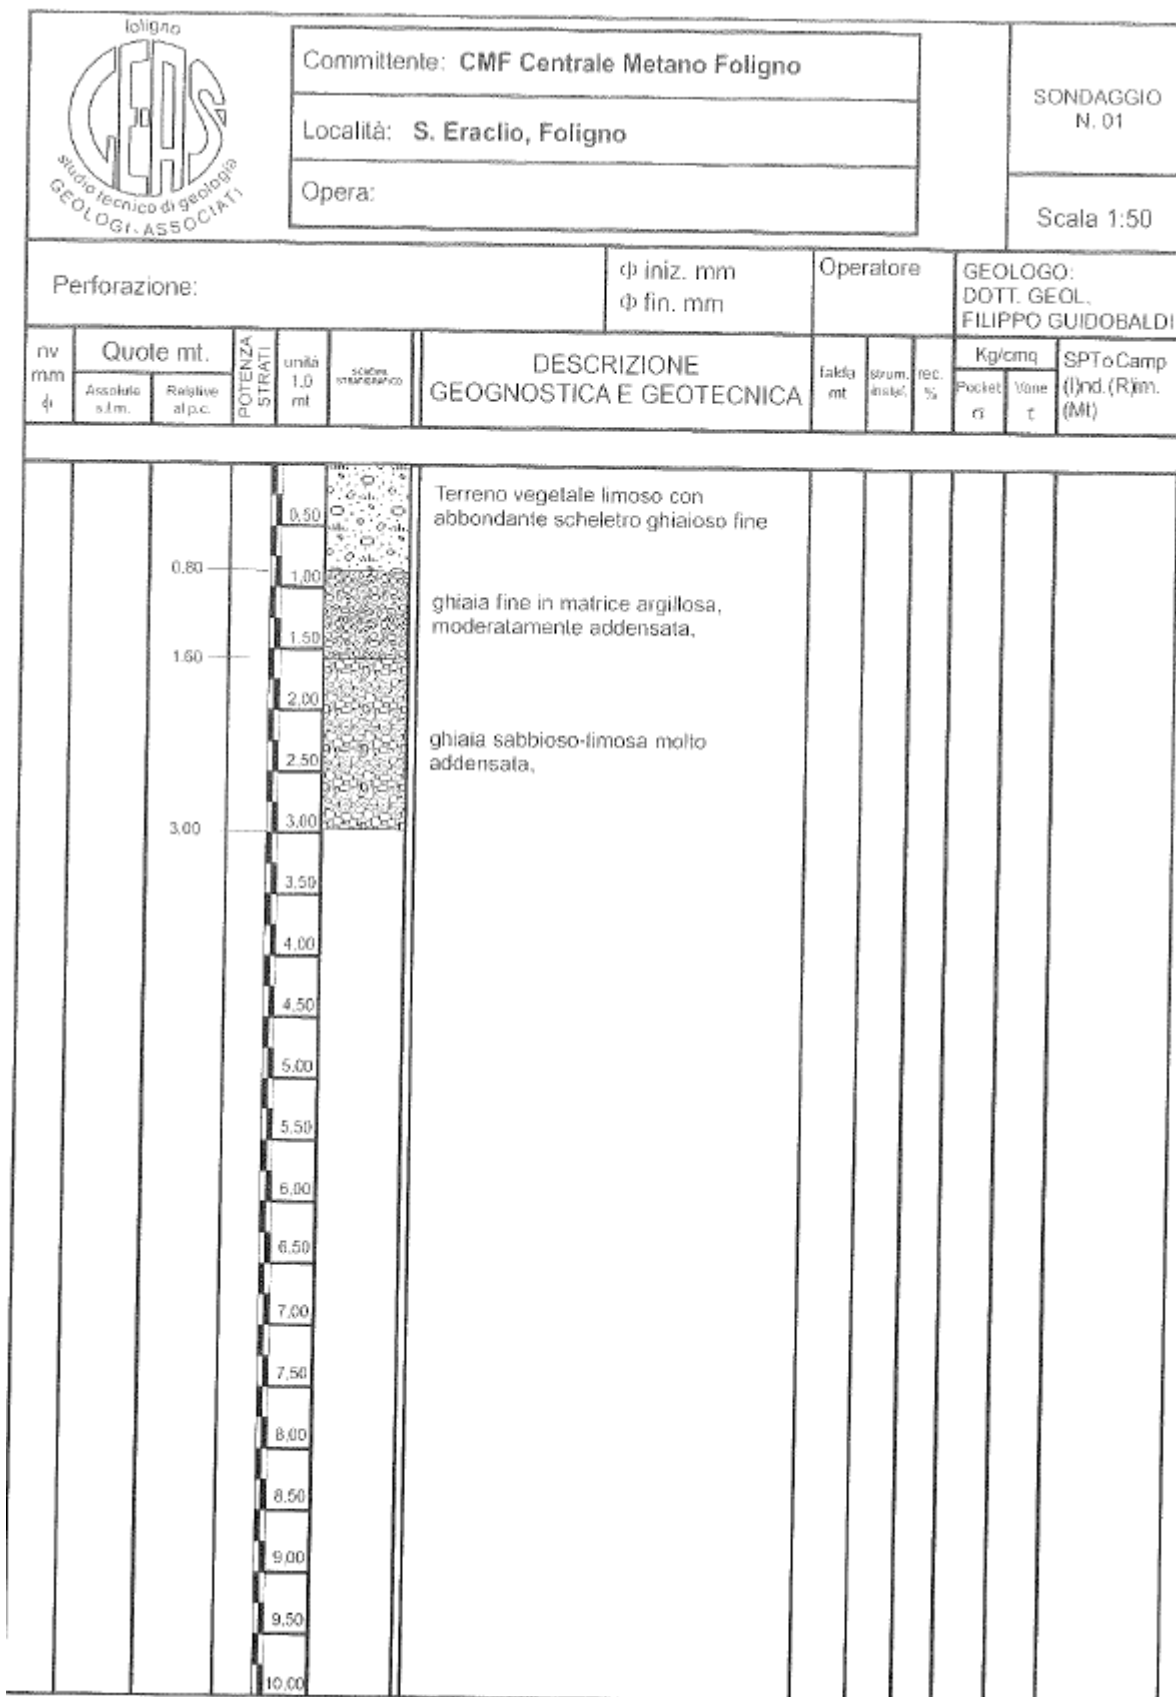 foligno
CEAS
studio tecnico di geologia
GEOLOGI-ASSOCIATI
Committente: CMF Centrale Metano Foligno
Località: S. Eraclio, Foligno
Opera:
SONDAGGIO
N. 01
Scala 1:50
Perforazione:
Φ iniz. mm
Φ fin. mm
Operatore
GEOLOGO:
DOTT. GEOL.
FILIPPO GUIDOBALDI
nv
mm
ϕ
Quote mt.
Assolute
s.l.m.
Relative
al p.c.
POTENZA
STRATI
unità
1.0
mt
SCHEMA
STRATIGRAFICO
DESCRIZIONE
GEOGNOSTICA E GEOTECNICA
falda
mt
strum.
instal.
rec.
%
Kg/cmq
Pocket
σ
Vane
τ
SPT o Camp
(I)nd. (R)im.
(Mt)
Terreno vegetale limoso con
abbondante scheletro ghiaioso fine
0,50
0.80
1,00
ghiaia fine in matrice argillosa,
moderatamente addensata,
1.50
1.60
2,00
ghiaia sabbioso-limosa molto
addensata,
2.50
3.00
3,00
3.50
4.00
4.50
5.00
5.50
6.00
6.50
7,00
7,50
8,00
8.50
9,00
9,50
10,00